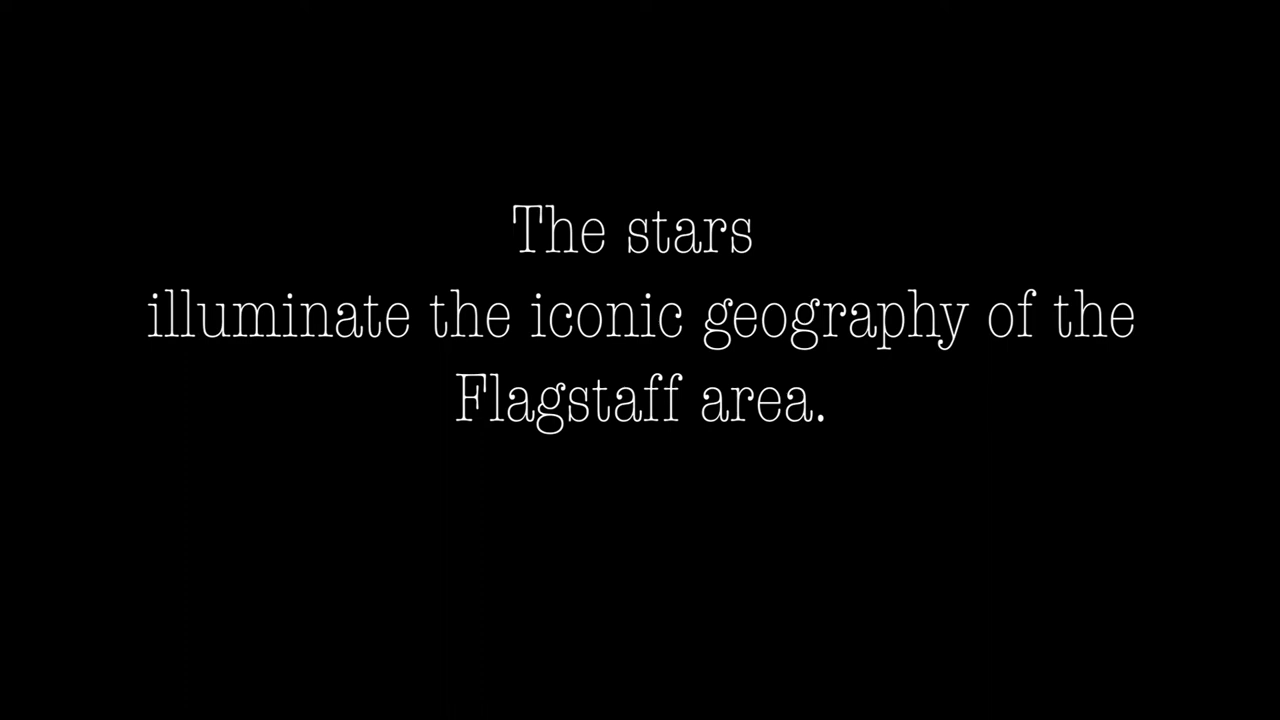 The stars
illuminate the iconic geography of the
Flagstaff area.